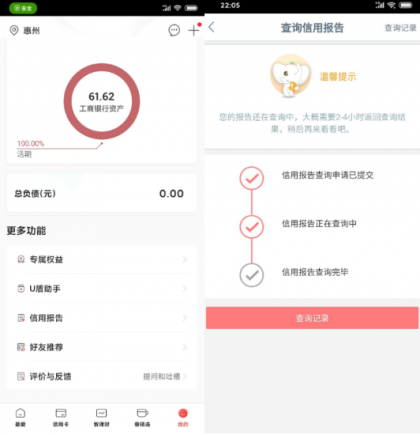 惠州
61.62
工商银行资产
100.00%
活期
总负债(元)
0.00
更多功能
专属权益
U盾助手
信用报告
好友推荐
评价与反馈
提问和吐槽
最爱
信用卡
智理财
惠精选
我的
22:05
查询信用报告
查询记录
温馨提示
您的报告还在查询中，大概需要2-4小时返回查询结
果，稍后再来看看吧。
信用报告查询申请已提交
信用报告正在查询中
信用报告查询完毕
查询记录